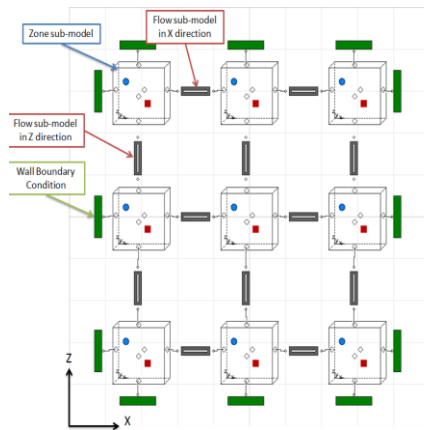 Zone sub-model
Flow sub-model
in X direction
Flow sub-model
in Z direction
Wall Boundary
Condition
Z
X